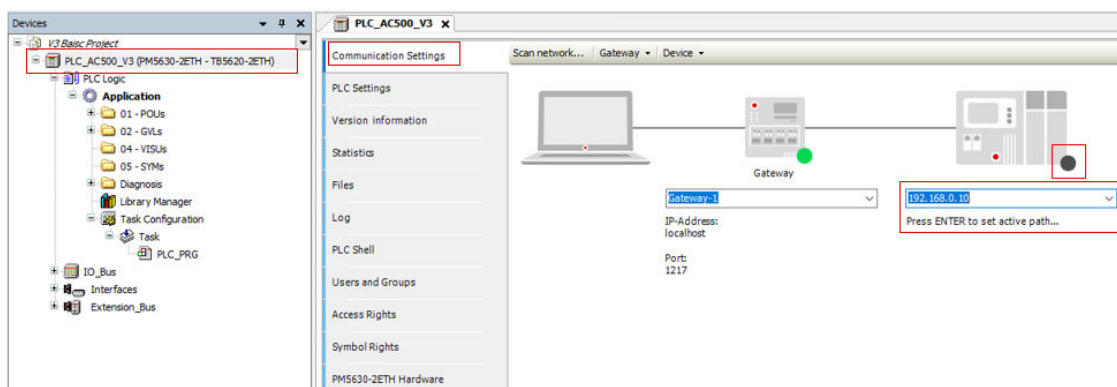 Devices
V3 Baisc Project
PLC_AC500_V3 (PM5630-2ETH - TB5620-2ETH)
PLC Logic
Application
01 - POUs
02 - GVLs
04 - VISUs
05 - SYMs
Diagnosis
Library Manager
Task Configuration
Task
PLC_PRG
IO_Bus
Interfaces
Extension_Bus
PLC_AC500_V3
Communication Settings
PLC Settings
Version information
Statistics
Files
Log
PLC Shell
Users and Groups
Access Rights
Symbol Rights
PM5630-2ETH Hardware
Scan network... Gateway Device
Gateway
Gateway-1
IP-Address:
localhost
Port:
1217
192.168.0.10
Press ENTER to set active path...